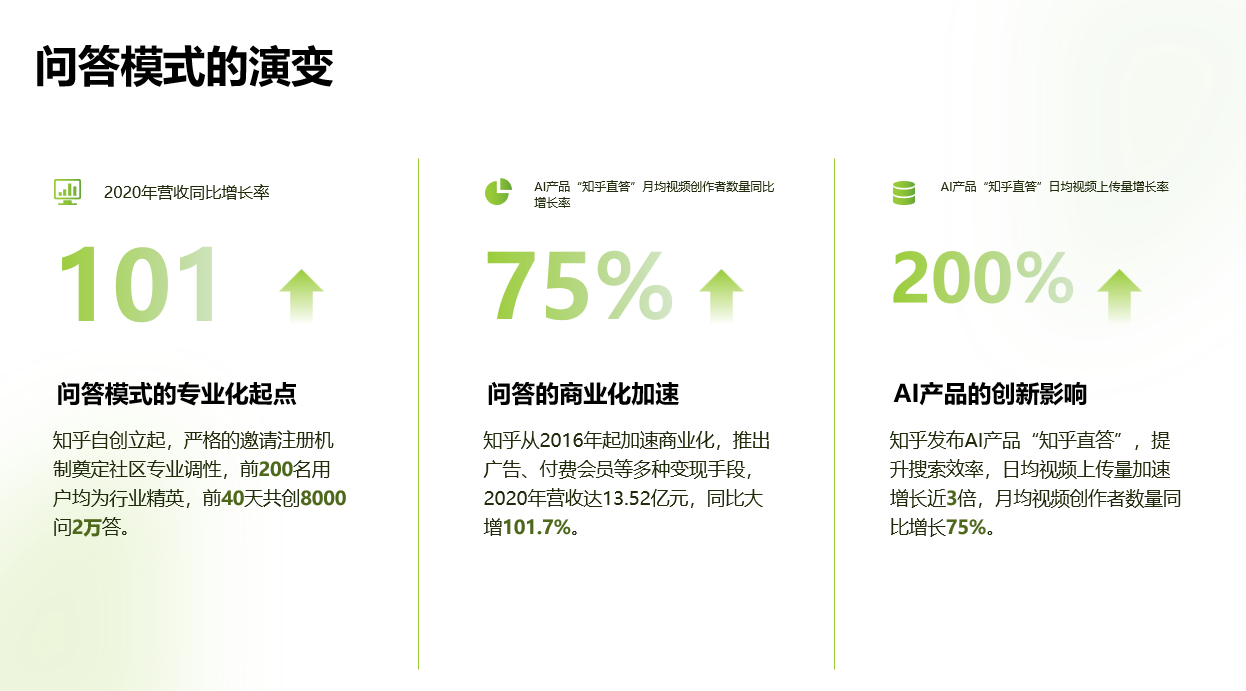 问答模式的演变
2020年营收同比增长率
101
问答模式的专业化起点
知乎自创立起，严格的邀请注册机
制奠定社区专业调性，前200名用
户均为行业精英，前40天共创8000
问2万答。
AI产品“知乎直答”月均视频创作者数量同比
增长率
75%
问答的商业化加速
知乎从2016年起加速商业化，推出
广告、付费会员等多种变现手段，
2020年营收达13.52亿元，同比大
增101.7%。
AI产品“知乎直答”日均视频上传量增长率
200%
AI产品的创新影响
知乎发布AI产品“知乎直答”，提
升搜索效率，日均视频上传量加速
增长近3倍，月均视频创作者数量同
比增长75%。